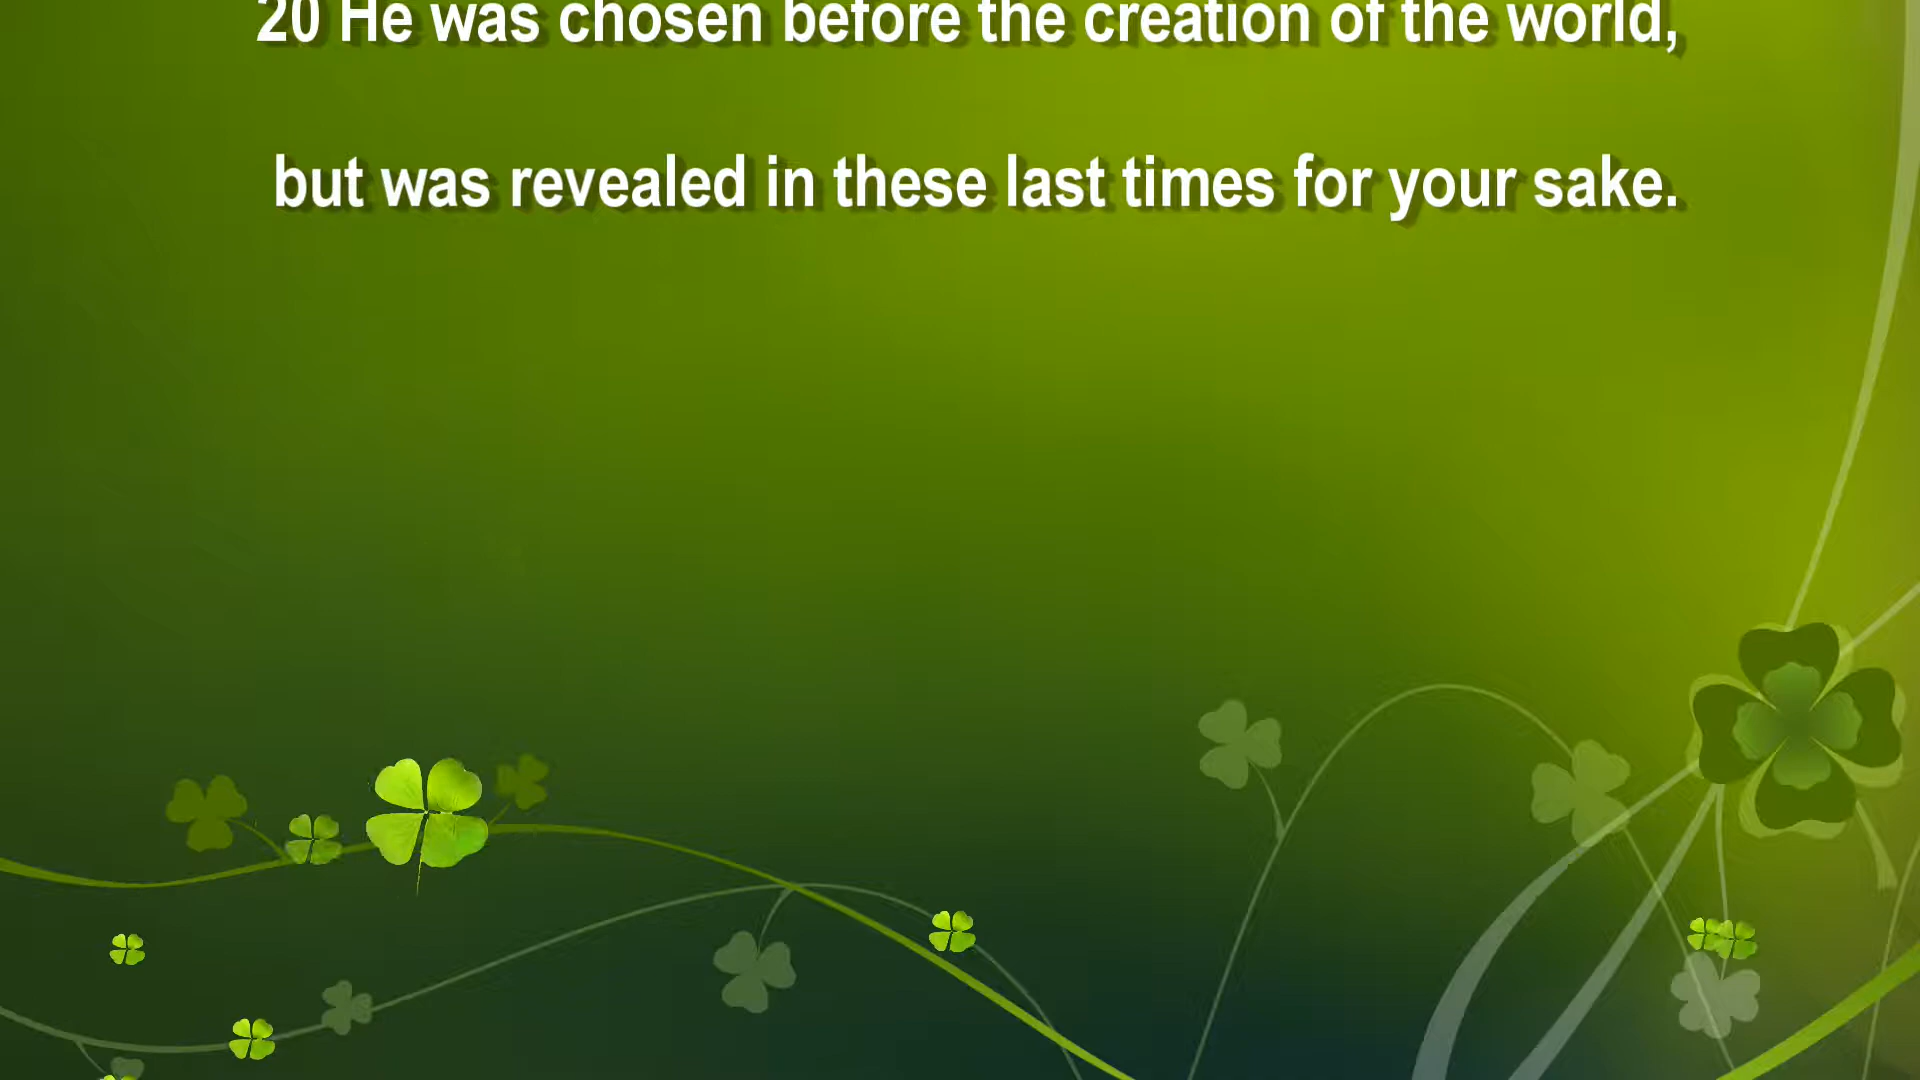 20 He was chosen before the creation of the world,
but was revealed in these last times for your sake.